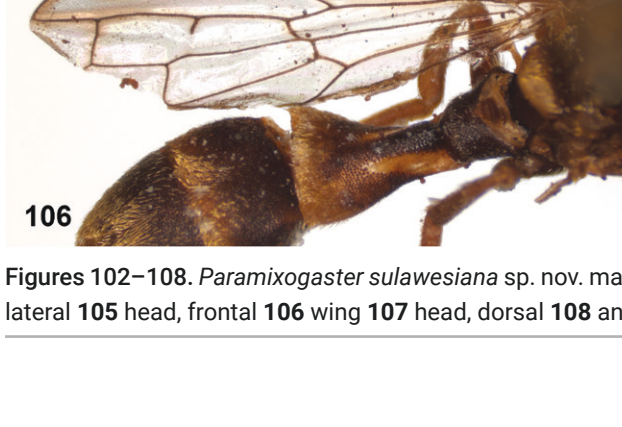 106
Figures 102–108. Paramixogaster sulawesiana sp. nov. ma
lateral 105 head, frontal 106 wing 107 head, dorsal 108 an